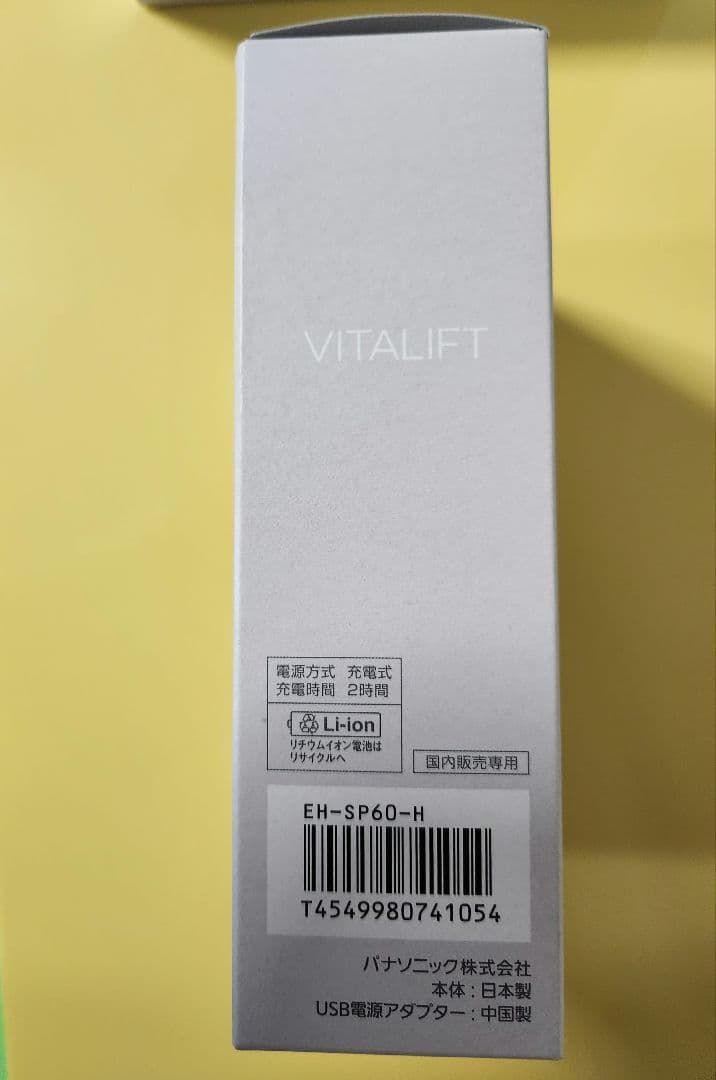 VITALIFT
電源方式 充電式
充電時間 2時間
Li-ion
リチウムイオン電池は
リサイクルへ
国内販売専用
EH-SP60-H
T4549980741054
パナソニック株式会社
本体：日本製
USB電源アダプター：中国製